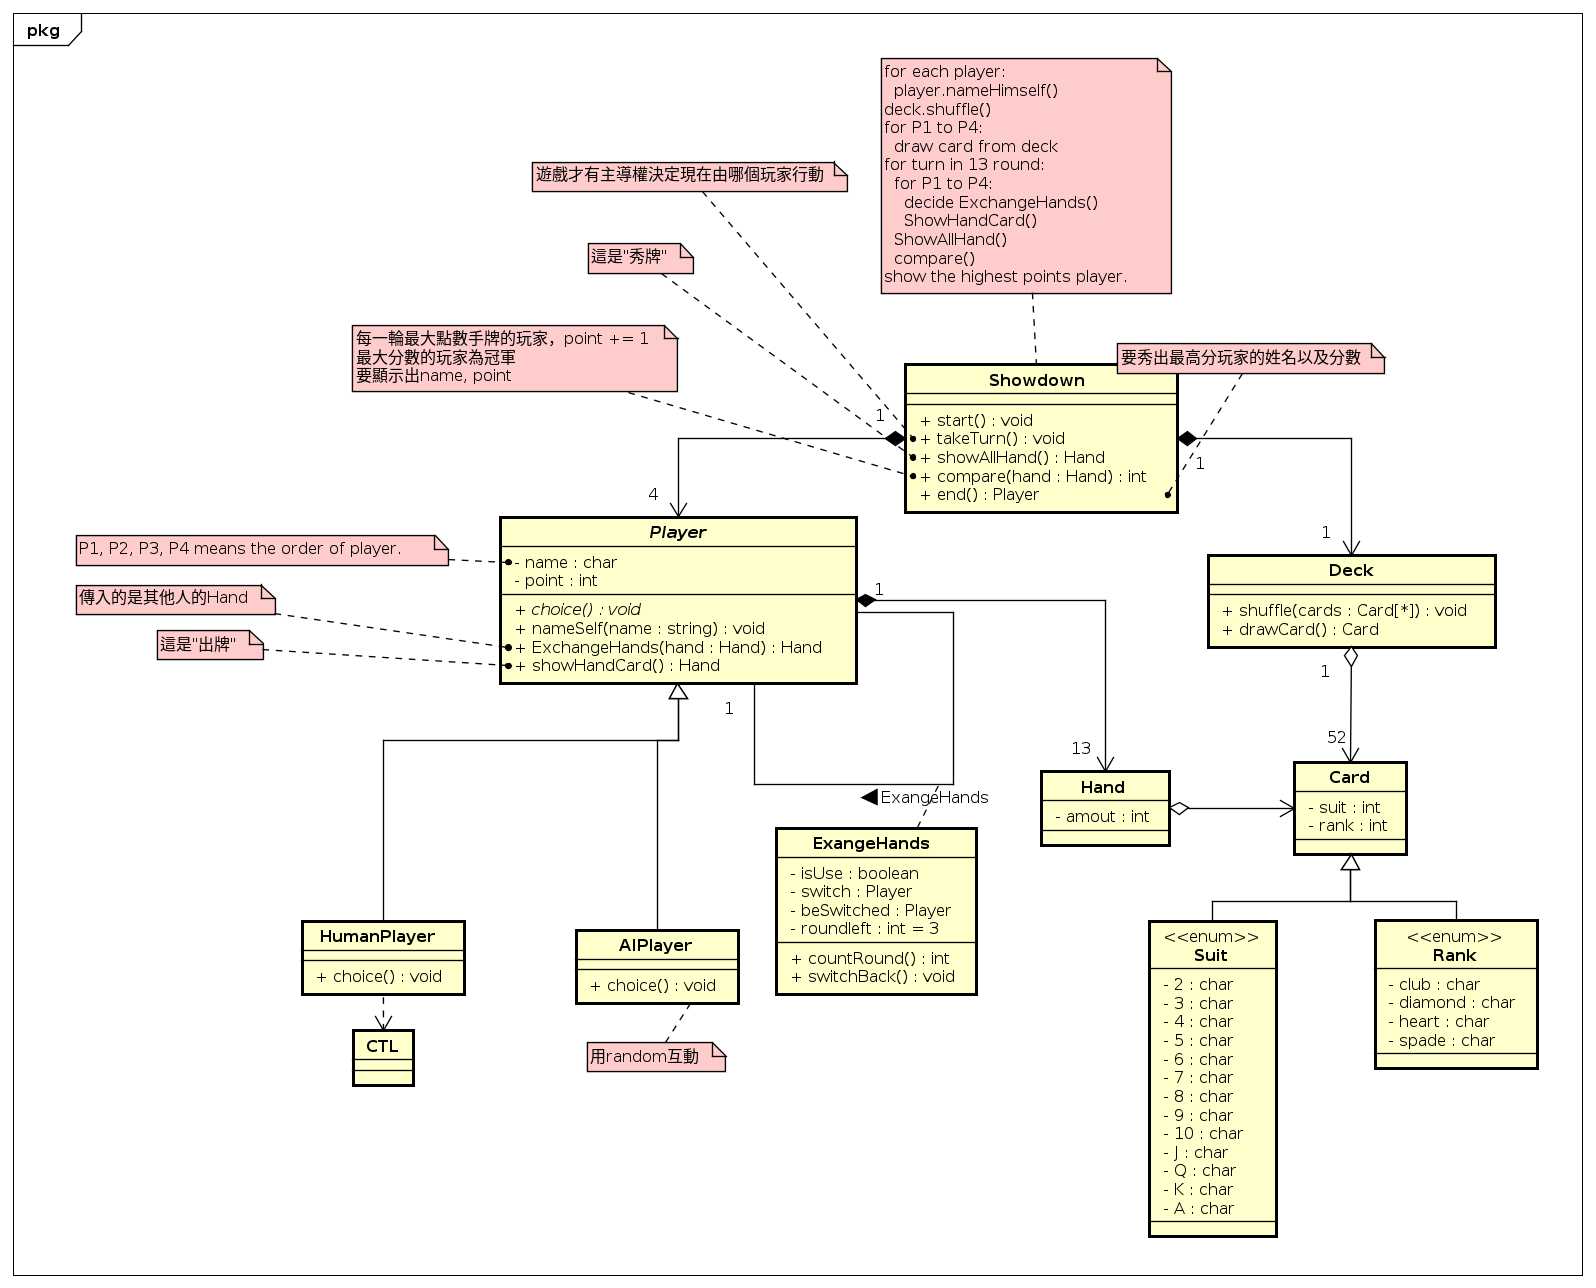 pkg
for each player:
player.nameHimself()
deck.shuffle()
for P1 to P4:
draw card from deck
for turn in 13 round:
for P1 to P4:
decide ExchangeHands()
ShowHandCard()
ShowAllHand()
compare()
show the highest points player.
遊戲才有主導權決定現在由哪個玩家行動
這是"秀牌"
每一輪最大點數手牌的玩家，point += 1
最大分數的玩家為冠軍
要顯示出name, point
要秀出最高分玩家的姓名以及分數
Showdown
+ start() : void
+ takeTurn() : void
+ showAllHand() : Hand
+ compare(hand : Hand) : int
+ end() : Player
1
4
1
1
P1, P2, P3, P4 means the order of player.
傳入的是其他人的Hand
這是"出牌"
Player
- name : char
- point : int
+ choice() : void
+ nameSelf(name : string) : void
+ ExchangeHands(hand : Hand) : Hand
+ showHandCard() : Hand
1
13
1
ExangeHands
Deck
+ shuffle(cards : Card[*]) : void
+ drawCard() : Card
1
52
Hand
- amout : int
Card
- suit : int
- rank : int
ExangeHands
- isUse : boolean
- switch : Player
- beSwitched : Player
- roundleft : int = 3
+ countRound() : int
+ switchBack() : void
HumanPlayer
+ choice() : void
AIPlayer
+ choice() : void
CTL
用random互動
<<enum>>
Suit
- 2 : char
- 3 : char
- 4 : char
- 5 : char
- 6 : char
- 7 : char
- 8 : char
- 9 : char
- 10 : char
- J : char
- Q : char
- K : char
- A : char
<<enum>>
Rank
- club : char
- diamond : char
- heart : char
- spade : char